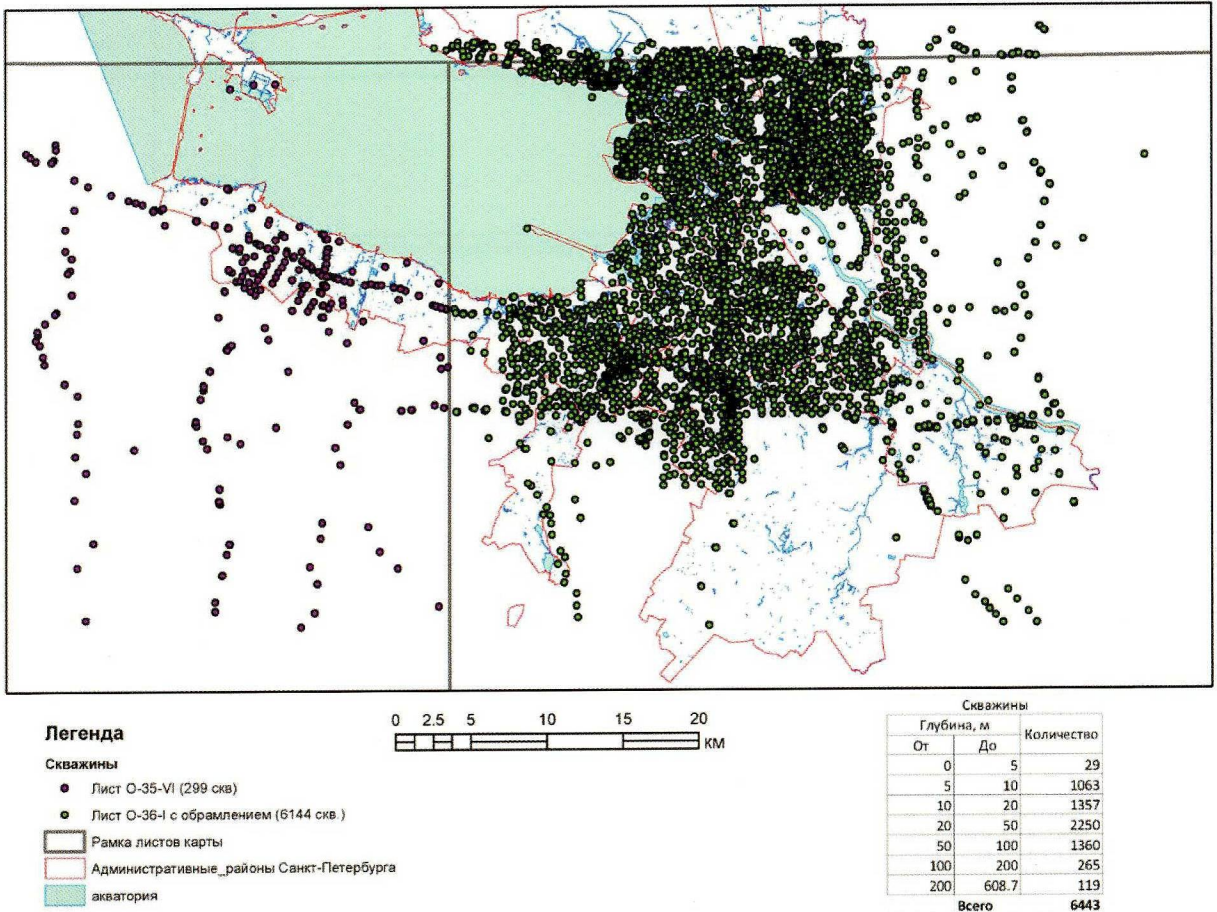 Легенда
Скважины
Лист О-35-VI (299 скв)
Лист О-36-I с обрамлением (6144 скв.)
Рамка листов карты
Административные_районы Санкт-Петербурга
акватория
0 2.5 5 10 15 20
КМ
Скважины
Глубина, м Количество
От До
0 5 29
5 10 1063
10 20 1357
20 50 2250
50 100 1360
100 200 265
200 608.7 119
Всего 6443